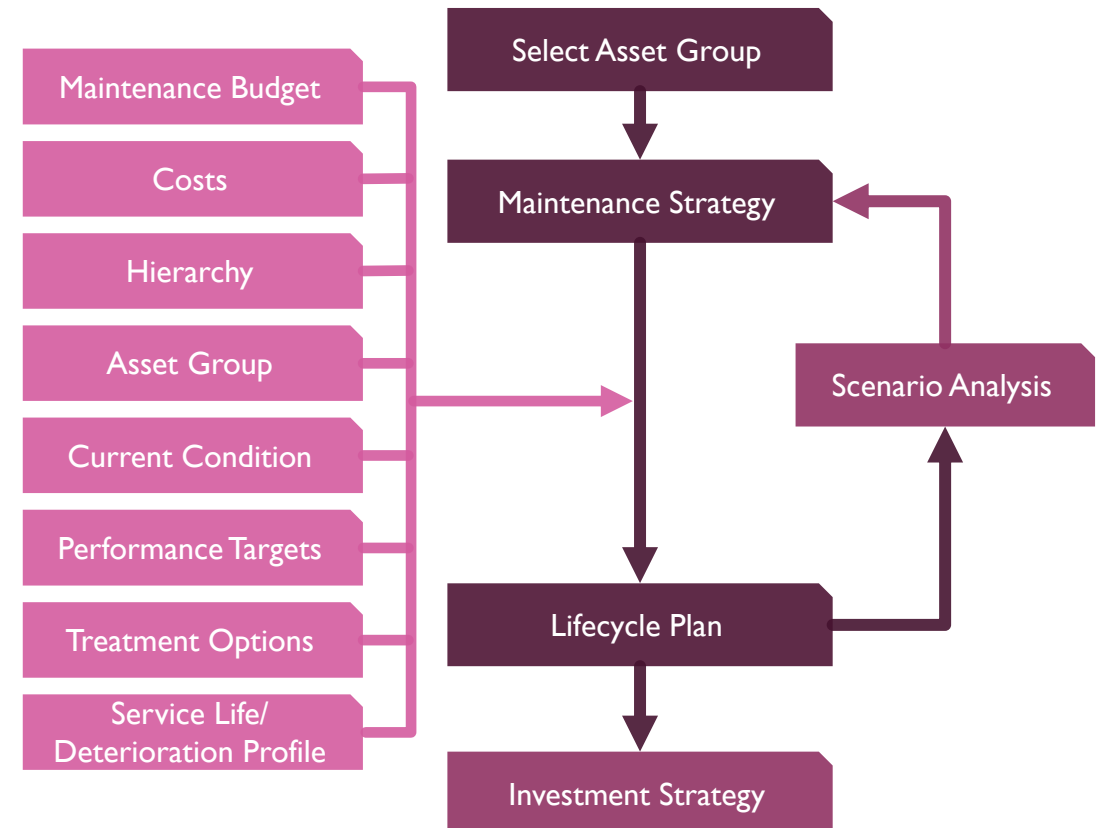 Maintenance Budget
Costs
Hierarchy
Asset Group
Current Condition
Performance Targets
Treatment Options
Service Life/
Deterioration Profile
Select Asset Group
Maintenance Strategy
Scenario Analysis
Lifecycle Plan
Investment Strategy